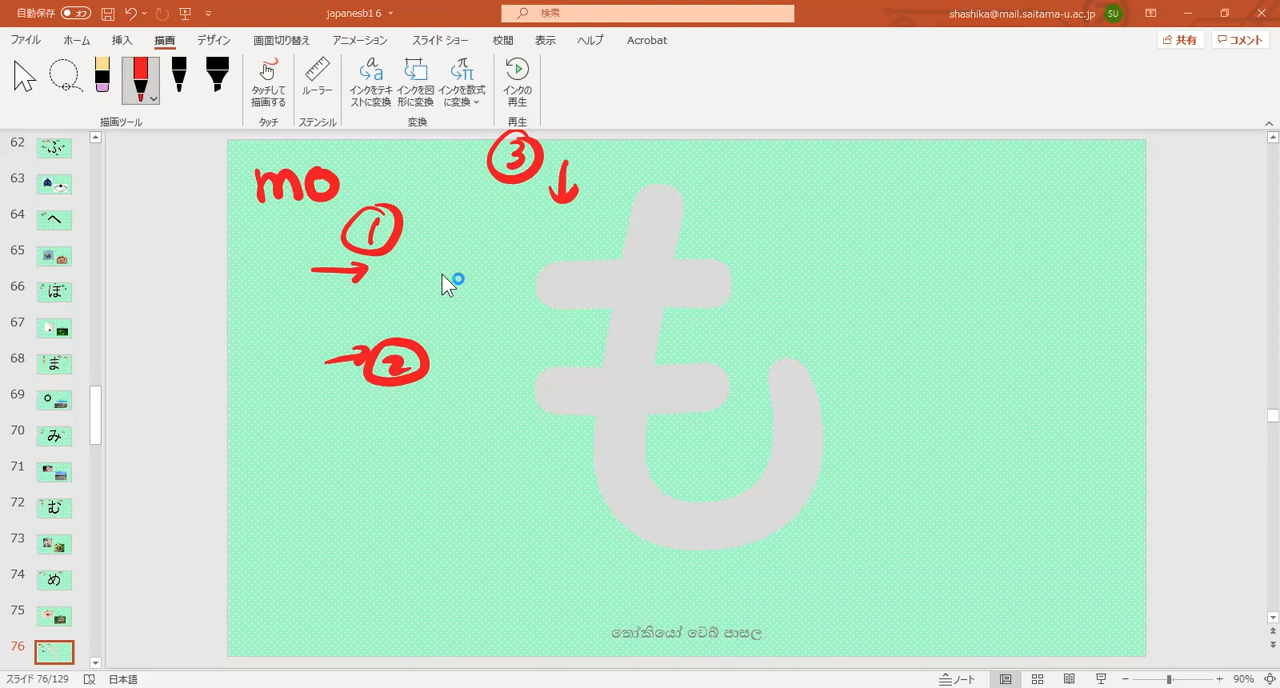 自動保存 オフ japanesb16 検索 shashika@mail.saitama-u.ac.jp SU
ファイル ホーム 挿入 描画 デザイン 画面切り替え アニメーション スライド ショー 校閲 表示 ヘルプ Acrobat 共有 コメント
タッチして描画する ルーラー インクをテキストに変換 インクを図形に変換 インクを数式に変換 インクの再生
描画ツール タッチ ステンシル 変換 再生
mo
③
①
②
も
තෝකියෝ වෙබ් පාසල
62 ぶ
63
64 へ
65
66 ぼ
67
68 ま
69
70 み
71
72 む
73
74 め
75
76
スライド 76/129 日本語 ノート 90%